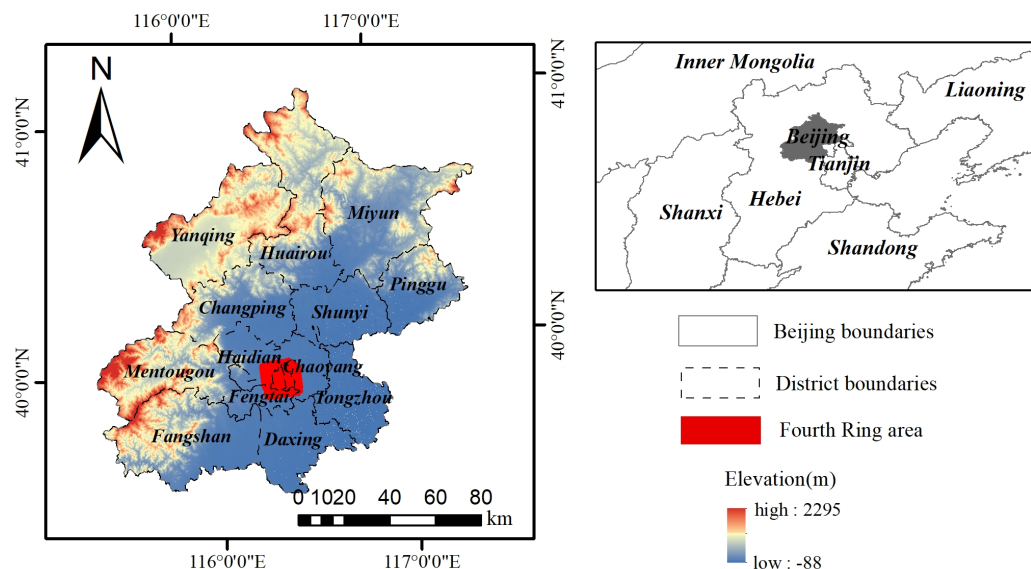 116°0'0"E 117°0'0"E
N
41°0'0"N
41°0'0"N
40°0'0"N
40°0'0"N
Miyun
Yanqing
Huairou
Pinggu
Changping
Shunyi
Haidian
Chaoyang
Mentougou
Fengtai
Tongzhou
Fangshan
Daxing
0 10 20 40 60 80
km
116°0'0"E 117°0'0"E
Inner Mongolia
Liaoning
Beijing
Tianjin
Hebei
Shanxi
Shandong
Beijing boundaries
District boundaries
Fourth Ring area
Elevation(m)
high : 2295
low : -88